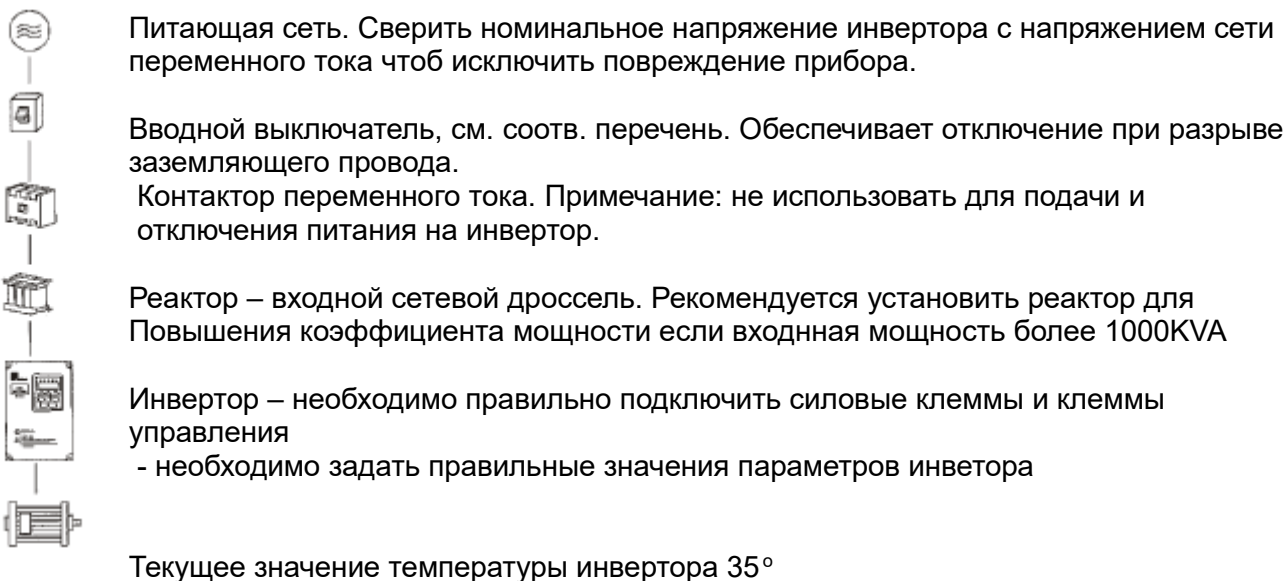 Питающая сеть. Сверить номинальное напряжение инвертора с напряжением сети
переменного тока чтоб исключить повреждение прибора.
Вводной выключатель, см. соотв. перечень. Обеспечивает отключение при разрыве
заземляющего провода.
Контактор переменного тока. Примечание: не использовать для подачи и
отключения питания на инвертор.
Реактор – входной сетевой дроссель. Рекомендуется установить реактор для
Повышения коэффициента мощности если входнная мощность более 1000KVA
Инвертор – необходимо правильно подключить силовые клеммы и клеммы
управления
- необходимо задать правильные значения параметров инветора
Текущее значение температуры инвертора 35°